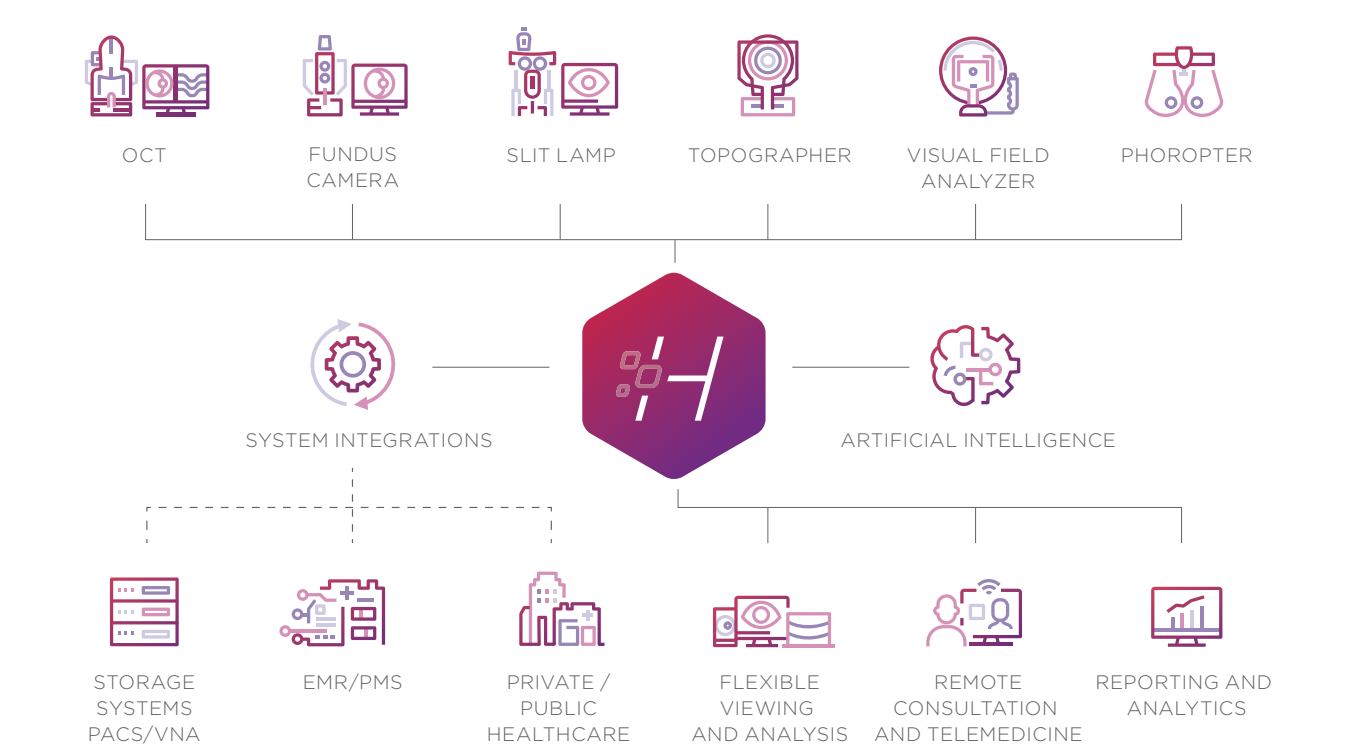 OCT
FUNDUS
CAMERA
SLIT LAMP
TOPOGRAPHER
VISUAL FIELD
ANALYZER
PHOROPTER
H
SYSTEM INTEGRATIONS
ARTIFICIAL INTELLIGENCE
STORAGE
SYSTEMS
PACS/VNA
EMR/PMS
PRIVATE /
PUBLIC
HEALTHCARE
FLEXIBLE
VIEWING
AND ANALYSIS
REMOTE
CONSULTATION
AND TELEMEDICINE
REPORTING AND
ANALYTICS